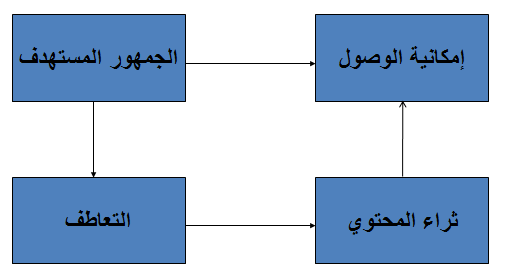 الجمهور المستهدف
إمكانية الوصول
التعاطف
ثراء المحتوي